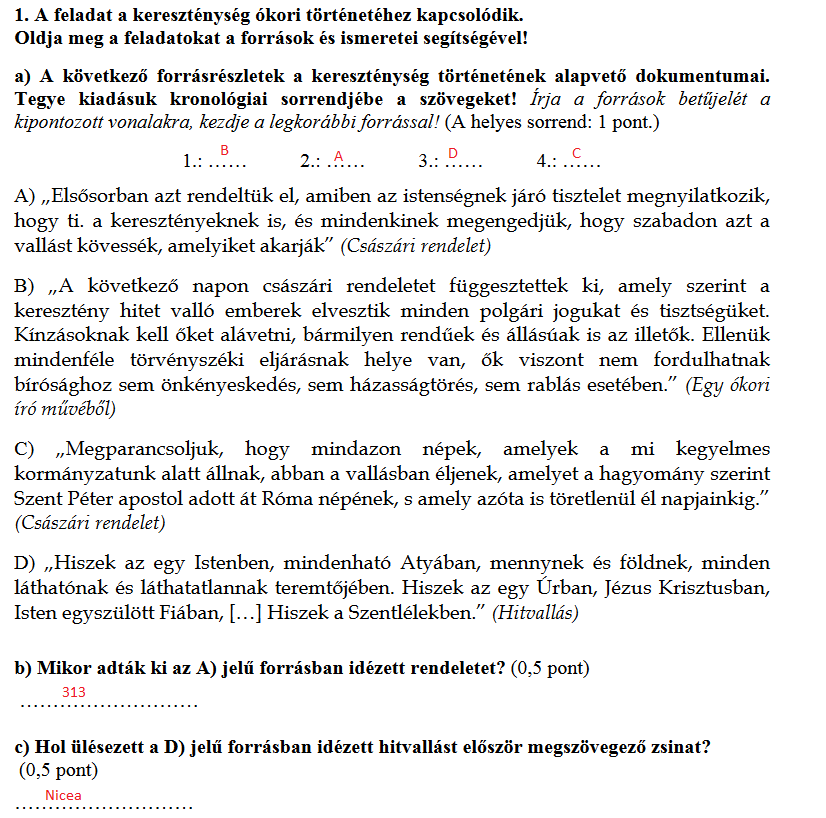 1. A feladat a kereszténység ókori történetéhez kapcsolódik.
Oldja meg a feladatokat a források és ismeretei segítségével!
a) A következő forrásrészletek a kereszténység történetének alapvető dokumentumai.
Tegye kiadásuk kronológiai sorrendjébe a szövegeket! Írja a források betűjelét a
kipontozott vonalakra, kezdje a legkorábbi forrással! (A helyes sorrend: 1 pont.)
1.: ...B... 2.: ...A... 3.: ...D... 4.: ...C...
A) „Elsősorban azt rendeltük el, amiben az istenségnek járó tisztelet megnyilatkozik,
hogy ti. a keresztényeknek is, és mindenkinek megengedjük, hogy szabadon azt a
vallást kövessék, amelyiket akarják” (Császári rendelet)
B) „A következő napon császári rendeletet függesztettek ki, amely szerint a
keresztény hitet valló emberek elvesztik minden polgári jogukat és tisztségüket.
Kínzásoknak kell őket alávetni, bármilyen rendűek és állásúak is az illetők. Ellenük
mindenféle törvényszéki eljárásnak helye van, ők viszont nem fordulhatnak
bírósághoz sem önkényeskedés, sem házasságtörés, sem rablás esetében.” (Egy ókori
író művéből)
C) „Megparancsoljuk, hogy mindazon népek, amelyek a mi kegyelmes
kormányzatunk alatt állnak, abban a vallásban éljenek, amelyet a hagyomány szerint
Szent Péter apostol adott át Róma népének, s amely azóta is töretlenül él napjainkig.”
(Császári rendelet)
D) „Hiszek az egy Istenben, mindenható Atyában, mennynek és földnek, minden
láthatónak és láthatatlannak teremtőjében. Hiszek az egy Úrban, Jézus Krisztusban,
Isten egyszülött Fiában, […] Hiszek a Szentlélekben.” (Hitvallás)
b) Mikor adták ki az A) jelű forrásban idézett rendeletet? (0,5 pont)
313
...........................
c) Hol ülésezett a D) jelű forrásban idézett hitvallást először megszövegező zsinat?
(0,5 pont)
Nicea
...........................